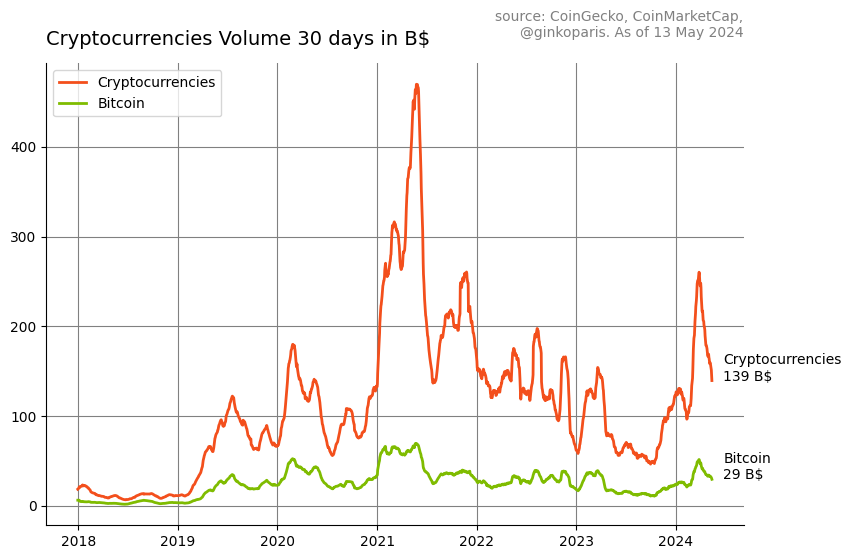 source: CoinGecko, CoinMarketCap,
@ginkoparis. As of 13 May 2024
Cryptocurrencies Volume 30 days in B$
Cryptocurrencies
Bitcoin
400
300
200
100
0
Cryptocurrencies
139 B$
Bitcoin
29 B$
2018 2019 2020 2021 2022 2023 2024